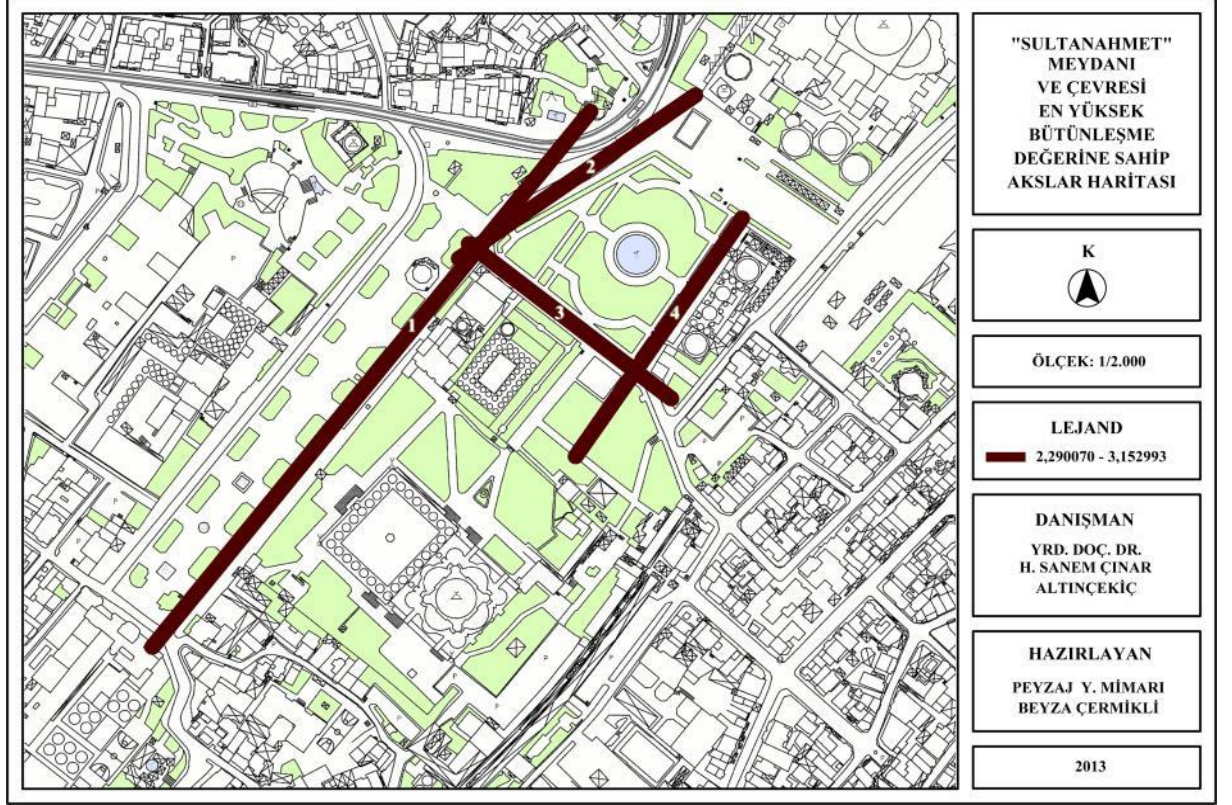 "SULTANAHMET"
MEYDANI
VE ÇEVRESİ
EN YÜKSEK
BÜTÜNLEŞME
DEĞERİNE SAHİP
AKSLAR HARİTASI
K
ÖLÇEK: 1/2.000
LEJAND
2,290070 - 3,152993
DANIŞMAN
YRD. DOÇ. DR.
H. SANEM ÇINAR
ALTINÇEKİÇ
HAZIRLAYAN
PEYZAJ Y. MİMARI
BEYZA ÇERMİKLİ
2013
2
3
4
1